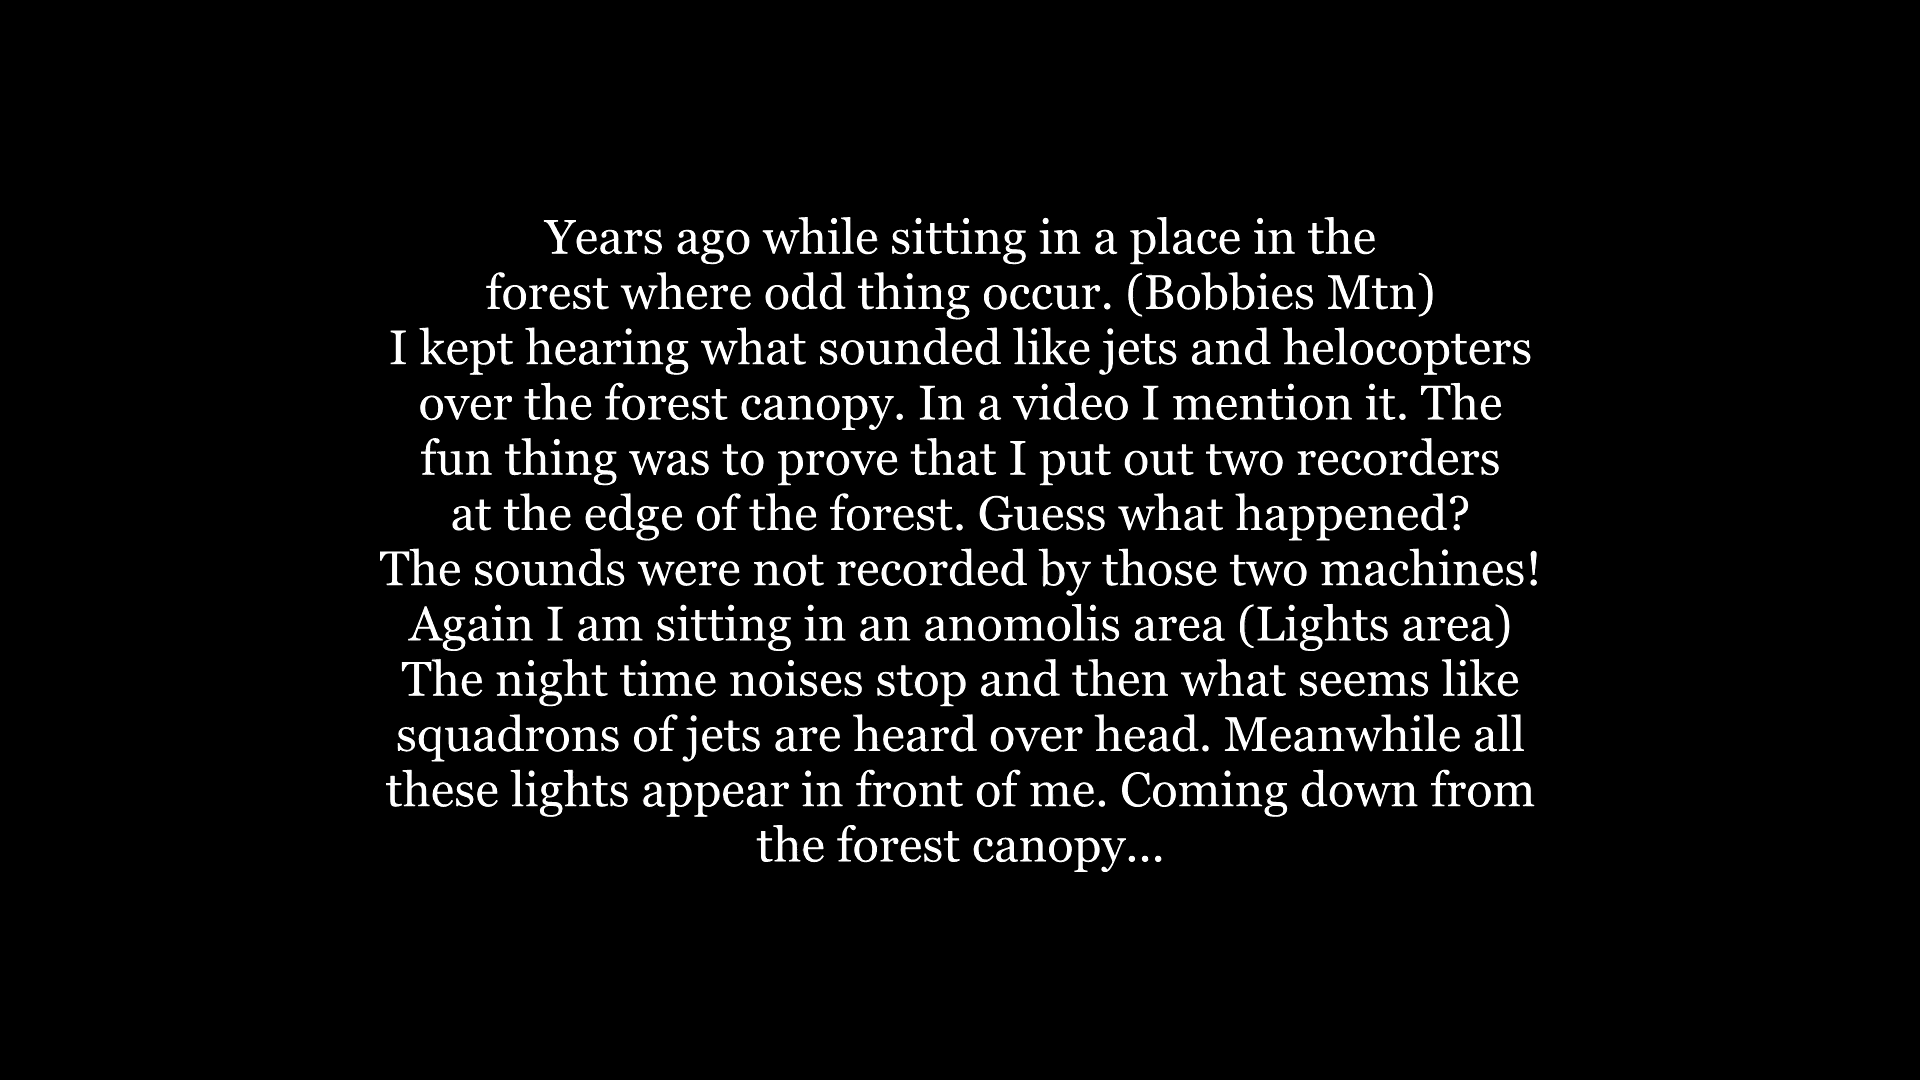 Years ago while sitting in a place in the
forest where odd thing occur. (Bobbies Mtn)
I kept hearing what sounded like jets and helocopters
over the forest canopy. In a video I mention it. The
fun thing was to prove that I put out two recorders
at the edge of the forest. Guess what happened?
The sounds were not recorded by those two machines!
Again I am sitting in an anomolis area (Lights area)
The night time noises stop and then what seems like
squadrons of jets are heard over head. Meanwhile all
these lights appear in front of me. Coming down from
the forest canopy...